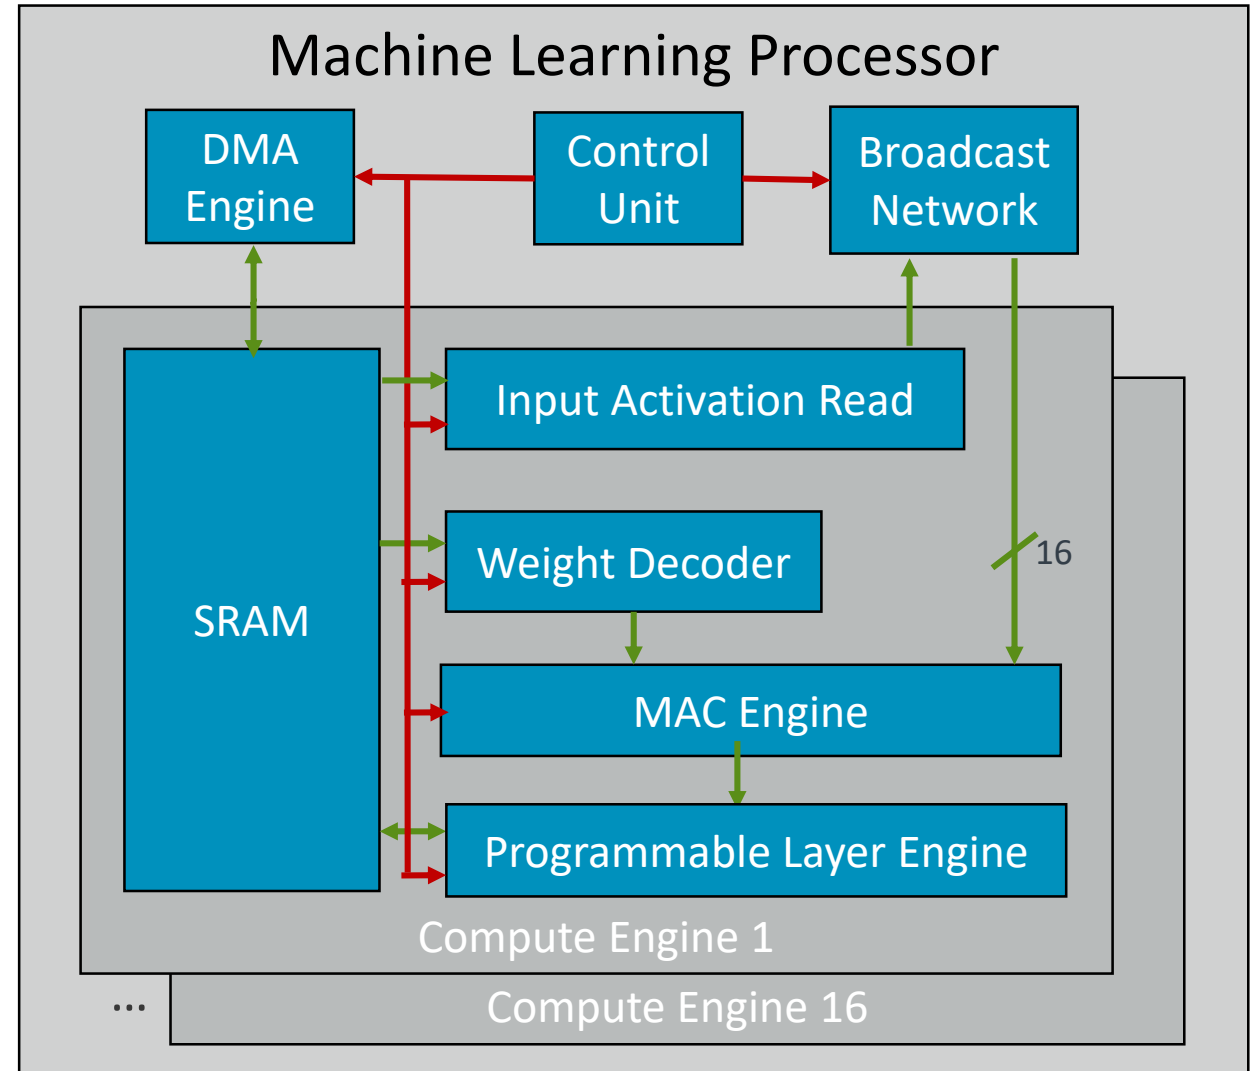 Machine Learning Processor
DMA
Engine
Control
Unit
Broadcast
Network
Input Activation Read
Weight Decoder
16
SRAM
MAC Engine
Programmable Layer Engine
Compute Engine 1
...
Compute Engine 16